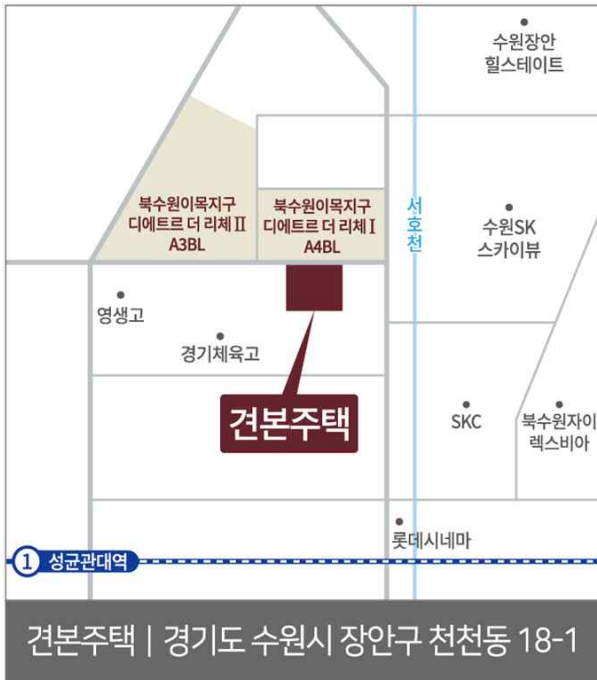 수원장안
힐스테이트
북수원이목지구
디에트르 더 리체 Ⅱ
A3BL
북수원이목지구
디에트르 더 리체 Ⅰ
A4BL
서호천
수원SK
스카이뷰
영생고
경기체육고
견본주택
SKC
북수원자이
렉스비아
롯데시네마
1 성균관대역
견본주택 | 경기도 수원시 장안구 천천동 18-1